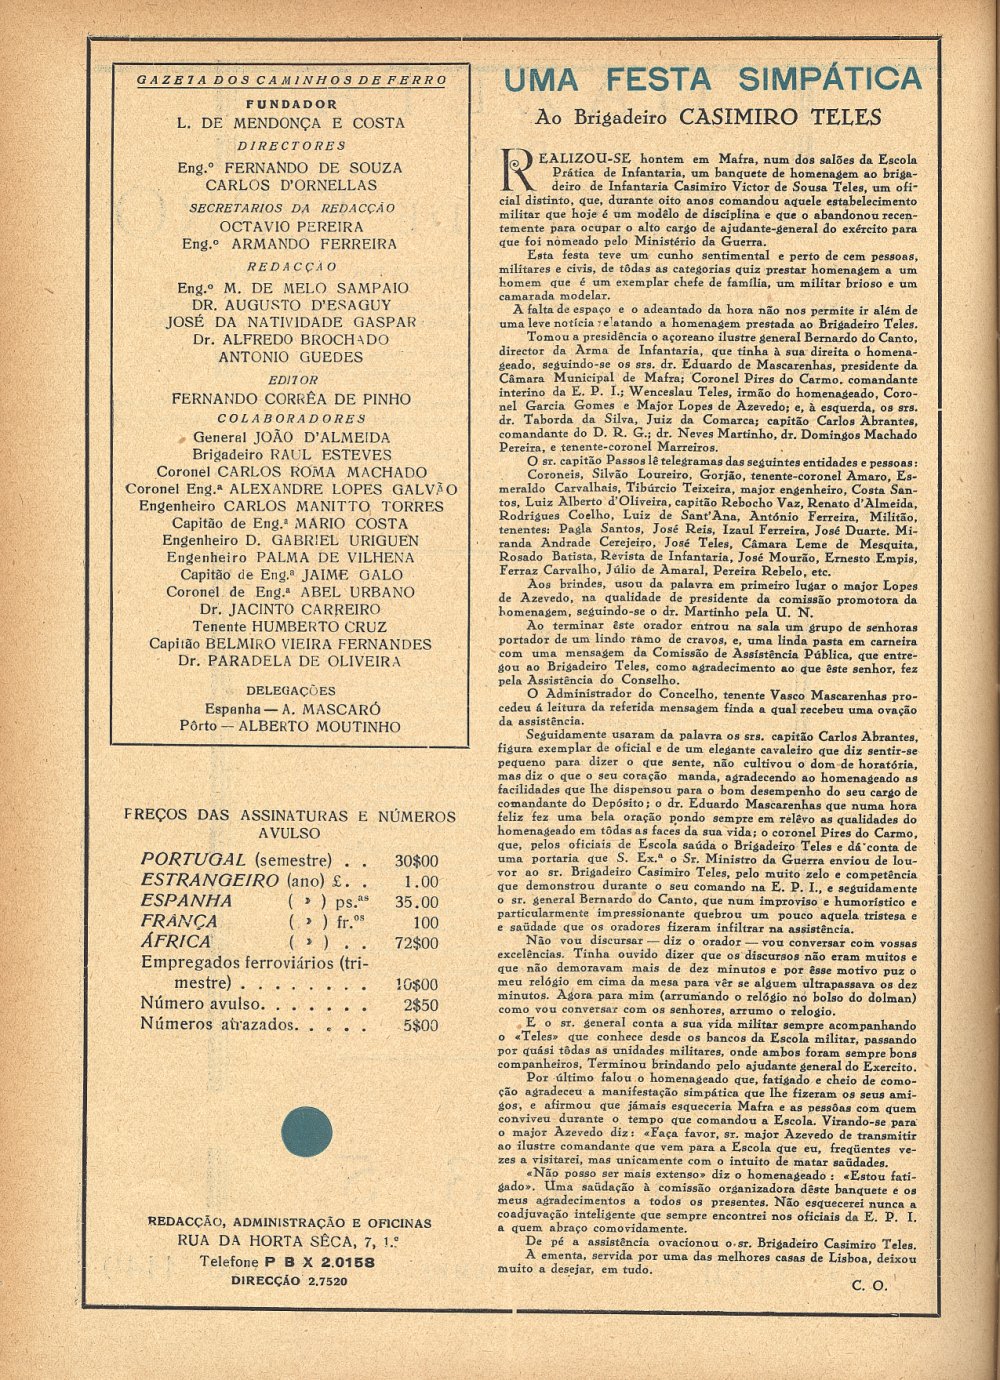 GAZETA DOS CAMINHOS DE FERRO
FUNDADOR
L. DE MENDONÇA E COSTA
DIRECTORES
Eng.º FERNANDO DE SOUZA
CARLOS D'ORNELLAS
SECRETARIOS DA REDACÇÃO
OCTAVIO PEREIRA
Eng.º ARMANDO FERREIRA
REDACÇÃO
Eng.º M. DE MELO SAMPAIO
DR. AUGUSTO D'ESAGUY
JOSÉ DA NATIVIDADE GASPAR
Dr. ALFREDO BROCHADO
ANTONIO GUEDES
EDITOR
FERNANDO CORRÊA DE PINHO
COLABORADORES
General JOÃO D'ALMEIDA
Brigadeiro RAUL ESTEVES
Coronel CARLOS ROMA MACHADO
Coronel Eng.ª ALEXANDRE LOPES GALVÃO
Engenheiro CARLOS MANITTO TORRES
Capitão de Eng.ª MARIO COSTA
Engenheiro D. GABRIEL URIGUEN
Engenheiro PALMA DE VILHENA
Capitão de Eng.ª JAIME GALO
Coronel de Eng.ª ABEL URBANO
Dr. JACINTO CARREIRO
Tenente HUMBERTO CRUZ
Capitão BELMIRO VIEIRA FERNANDES
Dr. PARADELA DE OLIVEIRA
DELEGAÇÕES
Espanha — A. MASCARÓ
Pôrto — ALBERTO MOUTINHO
PREÇOS DAS ASSINATURAS E NÚMEROS
AVULSO
PORTUGAL (semestre) . . 30$00
ESTRANGEIRO (ano) £. . 1.00
ESPANHA ( » ) ps.as 35.00
FRANÇA ( » ) fr.os 100
ÁFRICA ( » ) . . 72$00
Empregados ferroviários (tri-
mestre) . . . . . . . . 10$00
Número avulso. . . . . . . 2$50
Números atrazados. . . . . 5$00
REDACÇÃO, ADMINISTRAÇÃO E OFICINAS
RUA DA HORTA SÊCA, 7, 1.º
Telefone P B X 2.0158
DIRECÇÃO 2.7520
UMA FESTA SIMPÁTICA
Ao Brigadeiro CASIMIRO TELES
REALIZOU-SE hontem em Mafra, num dos salões da Escola
Prática de Infantaria, um banquete de homenagem ao briga-
deiro de Infantaria Casimiro Victor de Sousa Teles, um ofi-
cial distinto, que, durante oito anos comandou aquele estabelecimento
militar que hoje é um modêlo de disciplina e que o abandonou recen-
temente para ocupar o alto cargo de ajudante-general do exército para
que foi nomeado pelo Ministério da Guerra.
Esta festa teve um cunho sentimental e perto de cem pessoas,
militares e civis, de tôdas as categorias quiz prestar homenagem a um
homem que é um exemplar chefe de família, um militar brioso e um
camarada modelar.
A falta de espaço e o adeantado da hora não nos permite ir além de
uma leve notícia relatando a homenagem prestada ao Brigadeiro Teles.
Tomou a presidência o açoreano ilustre general Bernardo do Canto,
director da Arma de Infantaria, que tinha à sua direita o homena-
geado, seguindo-se os srs. dr. Eduardo de Mascarenhas, presidente da
Câmara Municipal de Mafra; Coronel Pires do Carmo. comandante
interino da E. P. I.; Wenceslau Teles, irmão do homenageado, Coro-
nel Garcia Gomes e Major Lopes de Azevedo; e, à esquerda, os srs.
dr. Taborda da Silva, Juiz da Comarca; capitão Carlos Abrantes,
comandante do D. R. G.; dr. Neves Martinho, dr. Domingos Machado
Pereira, e tenente-coronel Marreiros.
O sr. capitão Passos lê telegramas das seguintes entidades e pessoas:
Coroneis, Silvão Loureiro, Gorjão, tenente-coronel Amaro, Es-
meraldo Carvalhais, Tibúrcio Teixeira, major engenheiro, Costa San-
tos, Luiz Alberto d'Oliveira, capitão Rebocho Vaz, Renato d'Almeida,
Rodrigues Coelho, Luiz de Sant'Ana, António Ferreira, Militão,
tenentes: Pagla Santos, José Reis, Izaul Ferreira, José Duarte. Mi-
randa Andrade Cerejeiro, José Teles, Câmara Leme de Mesquita,
Rosado Batista, Revista de Infantaria, José Mourão, Ernesto Empis,
Ferraz Carvalho, Júlio de Amaral, Pereira Rebelo, etc.
Aos brindes, usou da palavra em primeiro lugar o major Lopes
de Azevedo, na qualidade de presidente da comissão promotora da
homenagem, seguindo-se o dr. Martinho pela U. N.
Ao terminar êste orador entrou na sala um grupo de senhoras
portador de um lindo ramo de cravos, e, uma linda pasta em carneira
com uma mensagem da Comissão de Assistência Pública, que entre-
gou ao Brigadeiro Teles, como agradecimento ao que êste senhor, fez
pela Assistência do Conselho.
O Administrador do Concelho, tenente Vasco Mascarenhas pro-
cedeu á leitura da referida mensagem finda a qual recebeu uma ovação
da assistência.
Seguidamente usaram da palavra os srs. capitão Carlos Abrantes,
figura exemplar de oficial e de um elegante cavaleiro que diz sentir-se
pequeno para dizer o que sente, não cultivou o dom de horatória,
mas diz o que o seu coração manda, agradecendo ao homenageado as
facilidades que lhe dispensou para o bom desempenho do seu cargo de
comandante do Depósito; o dr. Eduardo Mascarenhas que numa hora
feliz fez uma bela oração pondo sempre em relêvo as qualidades do
homenageado em tôdas as faces da sua vida; o coronel Pires do Carmo,
que, pelos oficiais de Escola saúda o Brigadeiro Teles e dá conta de
uma portaria que S. Ex.ª o Sr. Ministro da Guerra enviou de lou-
vor ao sr. Brigadeiro Casimiro Teles, pelo muito zelo e competência
que demonstrou durante o seu comando na E. P. I., e seguidamente
o sr. general Bernardo do Canto, que num improviso e humorístico e
particularmente impressionante quebrou um pouco aquela tristesa e
e saüdade que os oradores fizeram infiltrar na assistência.
Não vou discursar — diz o orador — vou conversar com vossas
excelências. Tinha ouvido dizer que os discursos não eram muitos e
que não demoravam mais de dez minutos e por êsse motivo puz o
meu relógio em cima da mesa para vêr se alguem ultrapassava os dez
minutos. Agora para mim (arrumando o relógio no bolso do dolman)
como vou conversar com os senhores, arrumo o relogio.
E o sr. general conta a sua vida militar sempre acompanhando
o «Teles» que conhece desde os bancos da Escola militar, passando
por quási tôdas as unidades militares, onde ambos foram sempre bons
companheiros, Terminou brindando pelo ajudante general do Exercito.
Por último falou o homenageado que, fatigado e cheio de como-
ção agradeceu a manifestação simpática que lhe fizeram os seus ami-
gos, e afirmou que jámais esqueceria Mafra e as pessôas com quem
conviveu durante o tempo que comandou a Escola. Virando-se para
o major Azevedo diz: «Faça favor, sr. major Azevedo de transmitir
ao ilustre comandante que vem para a Escola que eu, freqüentes ve-
zes a visitarei, mas unicamente com o intuito de matar saüdades.
«Não posso ser mais extenso» diz o homenageado : «Estou fati-
gado». Uma saüdação à comissão organizadora dêste banquete e os
meus agradecimentos a todos os presentes. Não esquecerei nunca a
coadjuvação inteligente que sempre encontrei nos oficiais da E. P. I.
a quem abraço comovidamente.
De pé a assistência ovacionou o sr. Brigadeiro Casimiro Teles.
A ementa, servida por uma das melhores casas de Lisboa, deixou
muito a desejar, em tudo.
C. O.